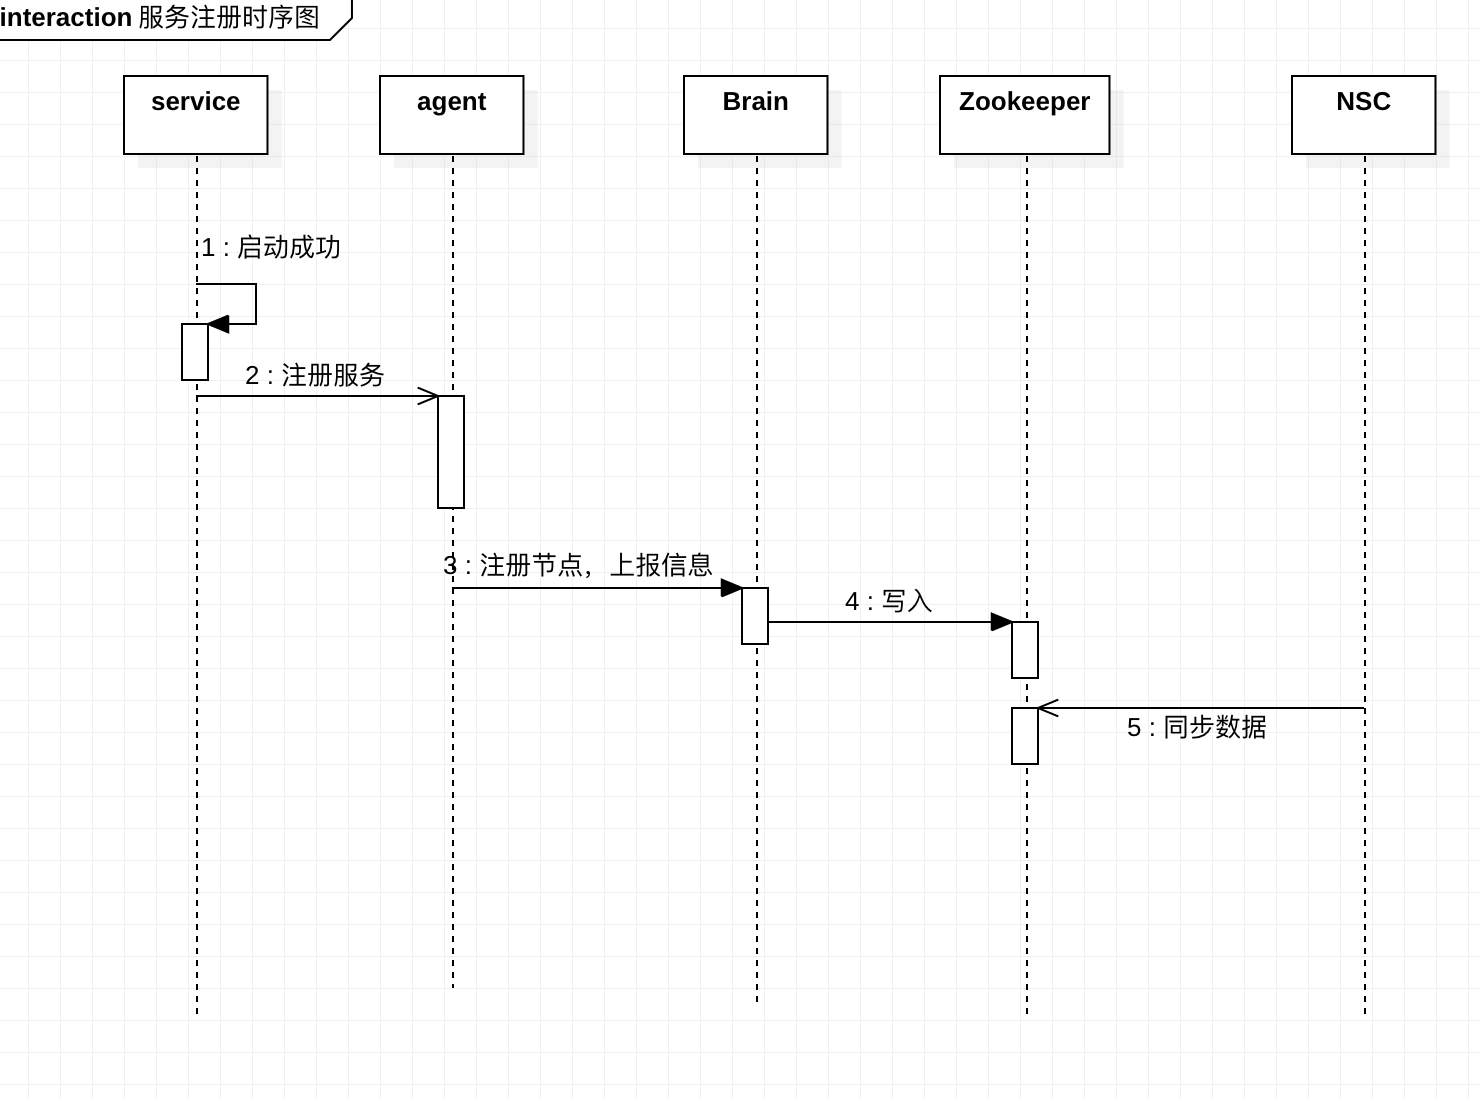 interaction 服务注册时序图
service
agent
Brain
Zookeeper
NSC
1 : 启动成功
2 : 注册服务
3 : 注册节点，上报信息
4 : 写入
5 : 同步数据